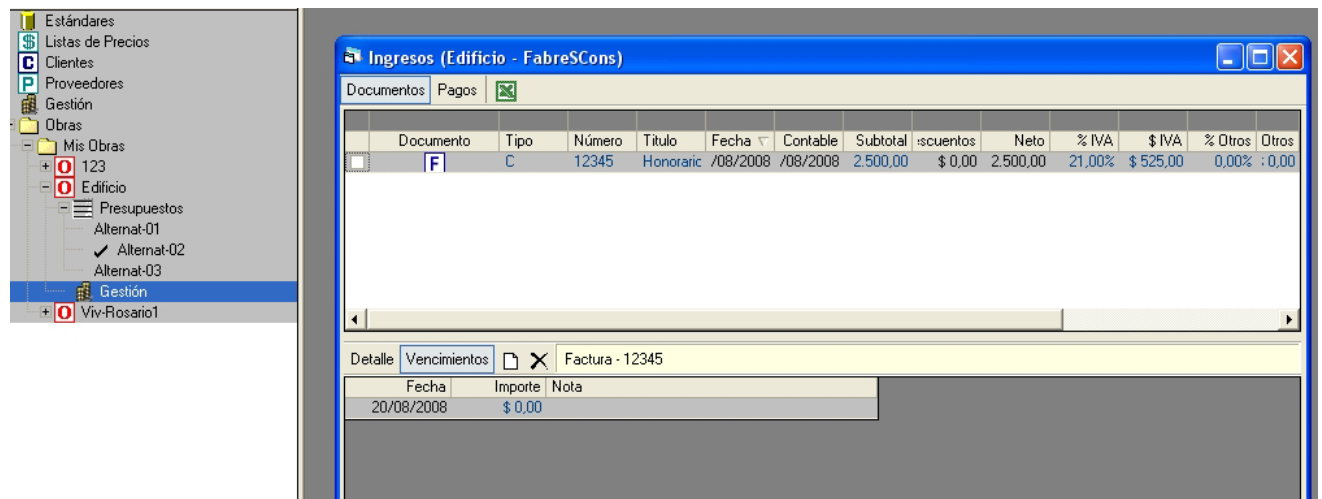 Estándares
Listas de Precios
Clientes
Proveedores
Gestión
Obras
Mis Obras
123
Edificio
Presupuestos
Alternat-01
Alternat-02
Alternat-03
Gestión
Viv-Rosario1
Ingresos (Edificio - FabreSCons)
Documentos Pagos
Documento Tipo Número Titulo Fecha Contable Subtotal scuentos Neto % IVA $ IVA % Otros Otros
F C 12345 Honoraric /08/2008 /08/2008 2.500,00 $ 0,00 2.500,00 21,00% $ 525,00 0,00% 0,00
Detalle Vencimientos Factura - 12345
Fecha Importe Nota
20/08/2008 $ 0,00